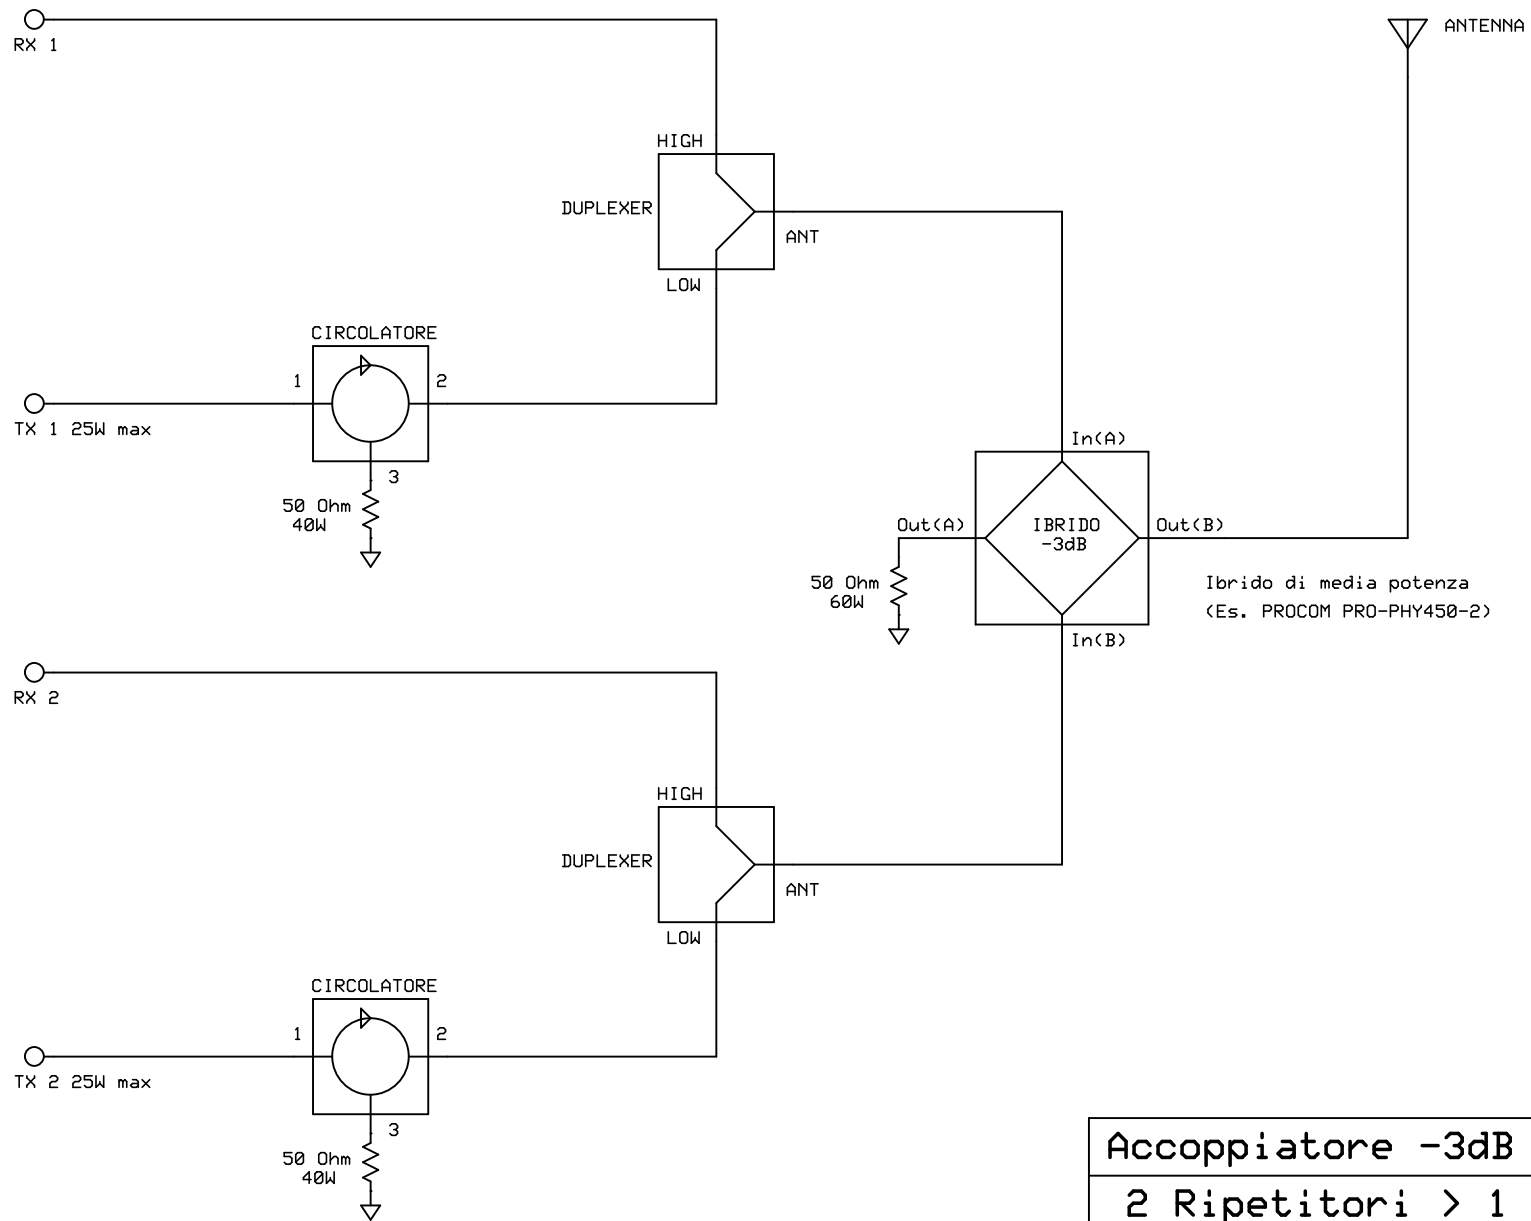 RX 1
ANTENNA
HIGH
DUPLEXER
ANT
LOW
CIRCOLATORE
1
2
TX 1 25W max
3
50 Ohm
40W
In(A)
Out(A)
IBRIDO
-3dB
Out(B)
50 Ohm
60W
Ibrido di media potenza
(Es. PROCOM PRO-PHY450-2)
In(B)
RX 2
HIGH
DUPLEXER
ANT
LOW
CIRCOLATORE
1
2
TX 2 25W max
3
50 Ohm
40W
Accoppiatore -3dB
2 Ripetitori > 1